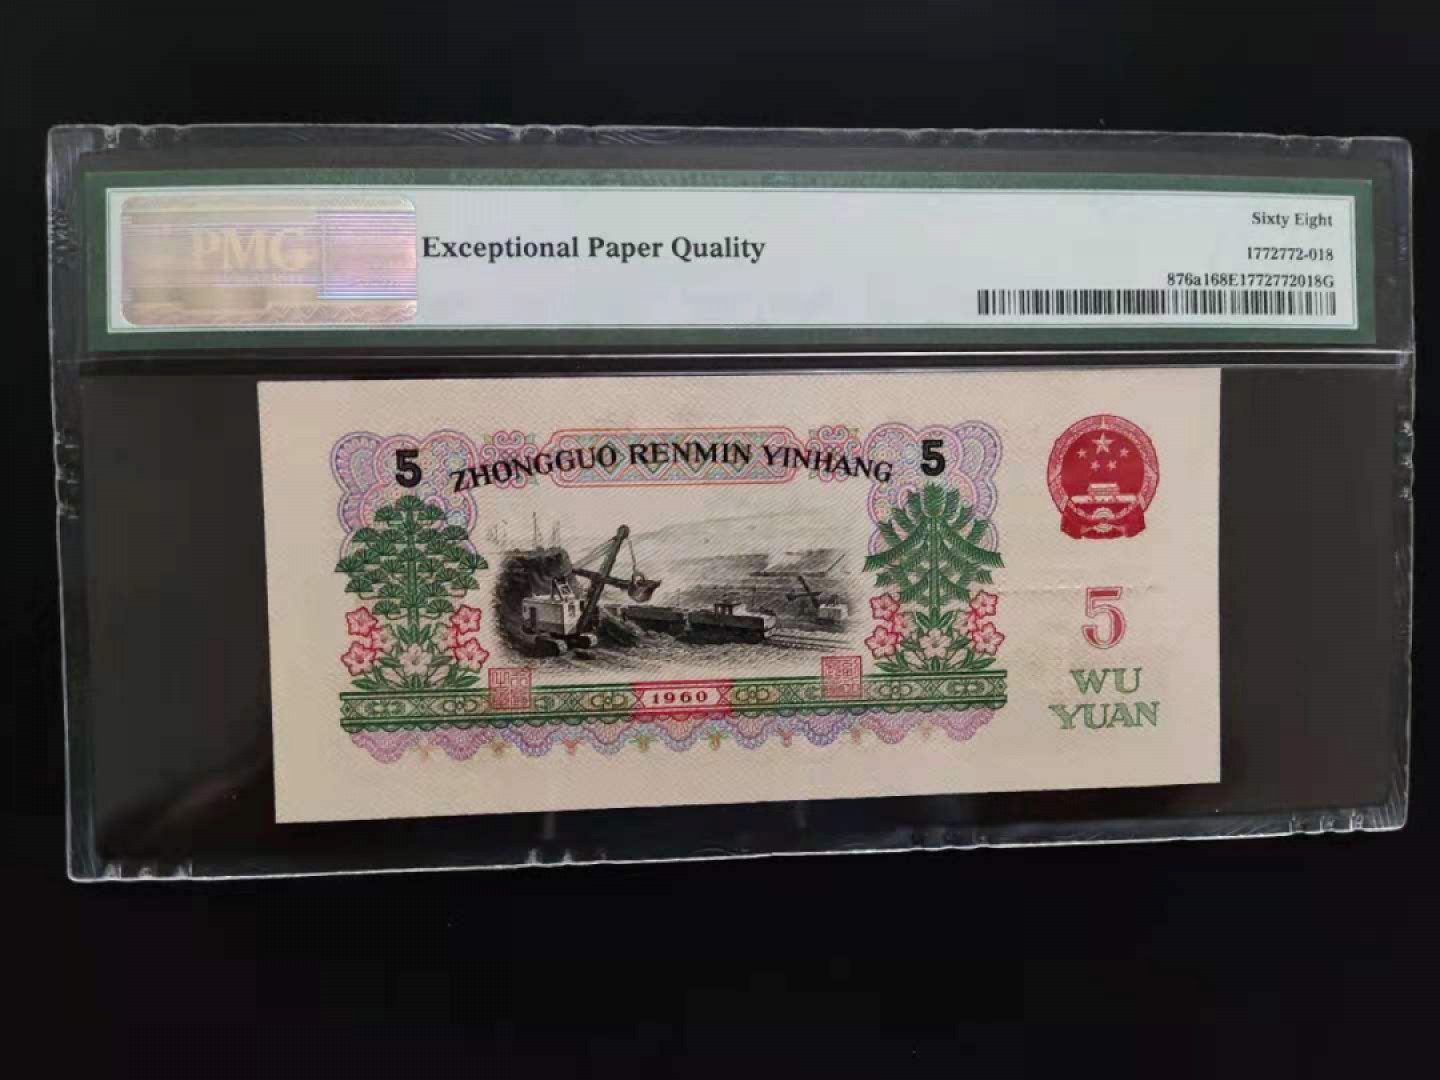 PMG
Exceptional Paper Quality
Sixty Eight
1772772-018
876a168E1772772018G
5 ZHONGGUO RENMIN YINHANG 5
1960
5
WU
YUAN